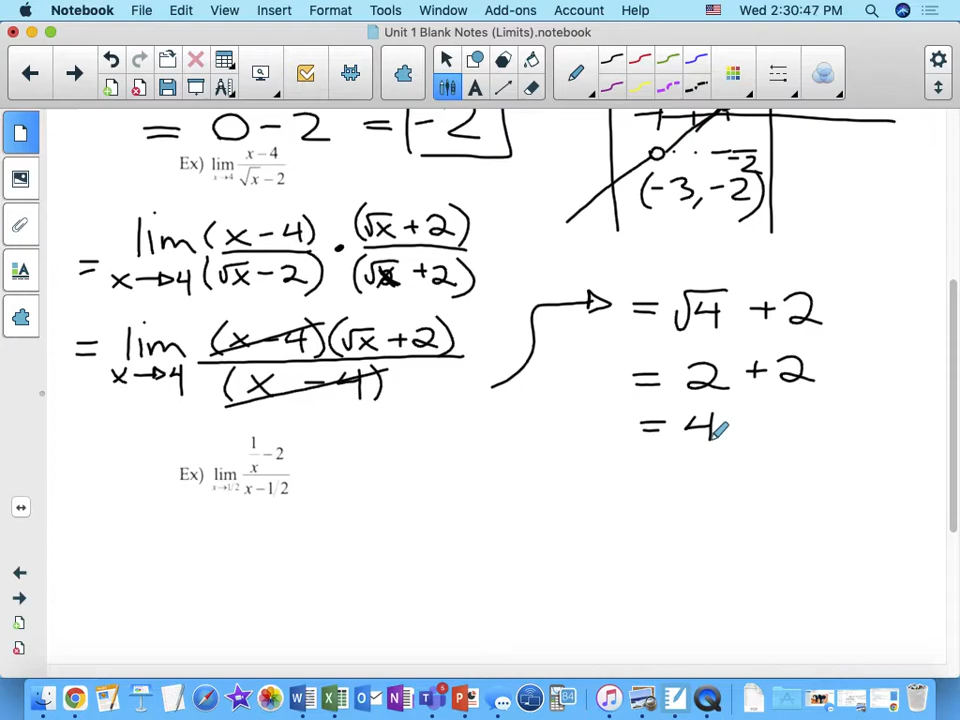 Notebook File Edit View Insert Format Tools Window Add-ons Account Help Wed 2:30:47 PM
Unit 1 Blank Notes (Limits).notebook
= 0 - 2 = -2
-2
(-3, -2)
Ex) lim x→4 (x-4)/(√x-2)
= lim x→4 (x-4)/(√x-2) • (√x+2)/(√x+2)
= lim x→4 (x-4)(√x+2)/(x-4)
= √4 + 2
= 2 + 2
= 4
Ex) lim x→1/2 (1/x - 2)/(x-1/2)